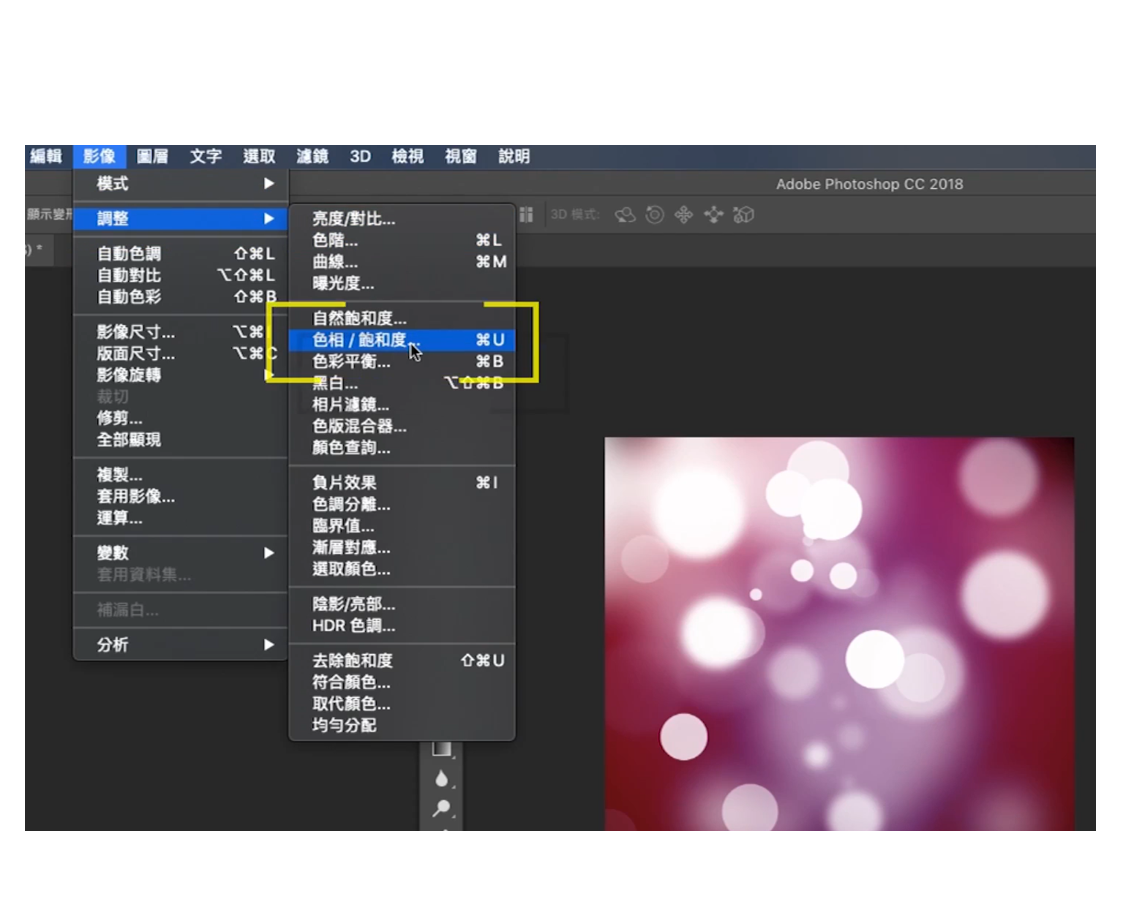 編輯 影像 圖層 文字 選取 濾鏡 3D 檢視 視窗 說明
Adobe Photoshop CC 2018
顯示變形
3D 模式:
模式
調整
自動色調 ⇧⌘L
自動對比 ⌥⇧⌘L
自動色彩 ⇧⌘B
影像尺寸... ⌥⌘I
版面尺寸... ⌥⌘C
影像旋轉
裁切
修剪...
全部顯現
複製...
套用影像...
運算...
變數
套用資料集...
補漏白...
分析
亮度/對比...
色階... ⌘L
曲線... ⌘M
曝光度...
自然飽和度...
色相 / 飽和度... ⌘U
色彩平衡... ⌘B
黑白... ⌥⇧⌘B
相片濾鏡...
色版混合器...
顏色查詢...
負片效果 ⌘I
色調分離...
臨界值...
漸層對應...
選取顏色...
陰影/亮部...
HDR 色調...
去除飽和度 ⇧⌘U
符合顏色...
取代顏色...
均勻分配